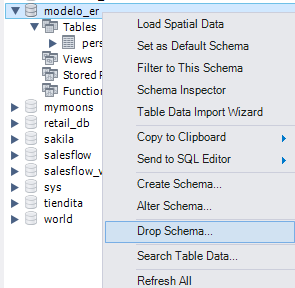 modelo_er
Tables
pers
Views
Stored P
Function
mymoons
retail_db
sakila
salesflow
salesflow_v
sys
tiendita
world
Load Spatial Data
Set as Default Schema
Filter to This Schema
Schema Inspector
Table Data Import Wizard
Copy to Clipboard
Send to SQL Editor
Create Schema...
Alter Schema...
Drop Schema...
Search Table Data...
Refresh All